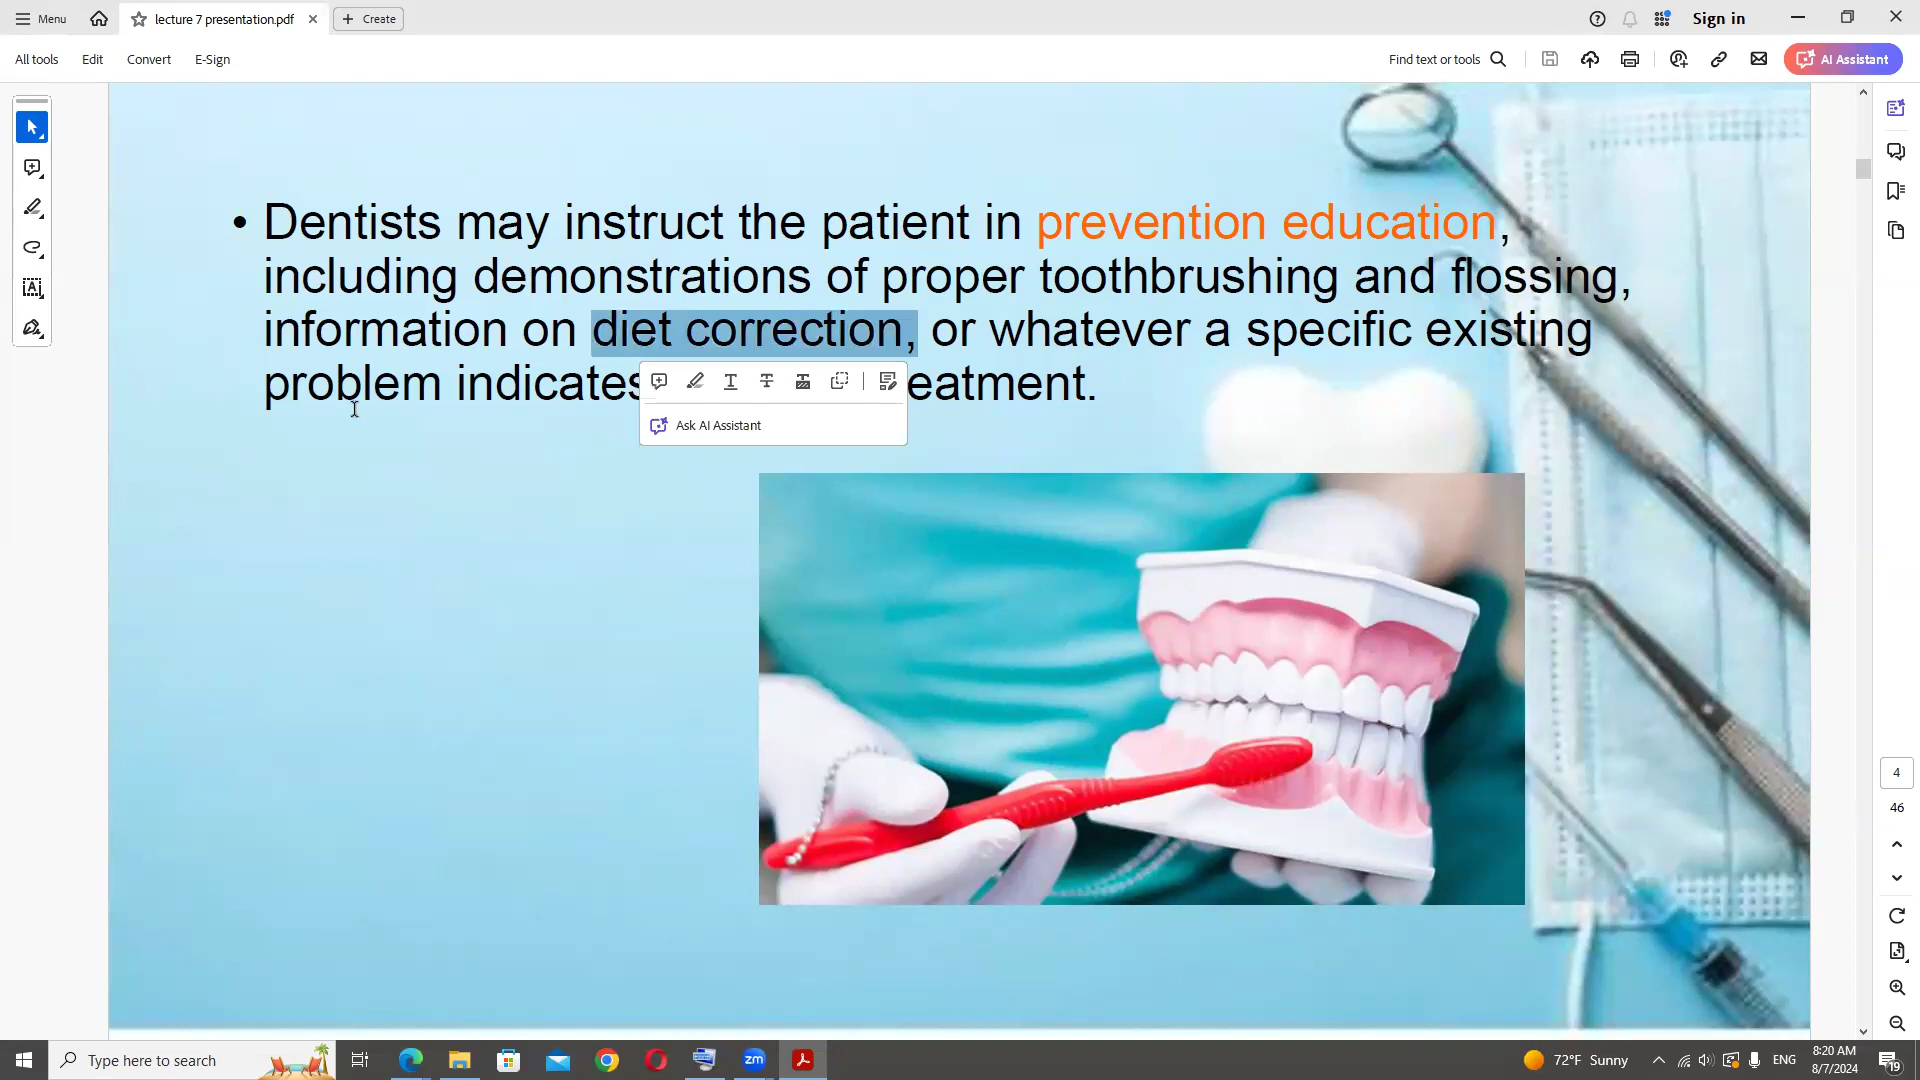 Menu
lecture 7 presentation.pdf
Create
Sign in
All tools
Edit
Convert
E-Sign
Find text or tools
AI Assistant
• Dentists may instruct the patient in prevention education,
including demonstrations of proper toothbrushing and flossing,
information on diet correction, or whatever a specific existing
problem indicates eatment.
Ask AI Assistant
4
46
Type here to search
zm
72°F Sunny
ENG
8:20 AM
8/7/2024
19